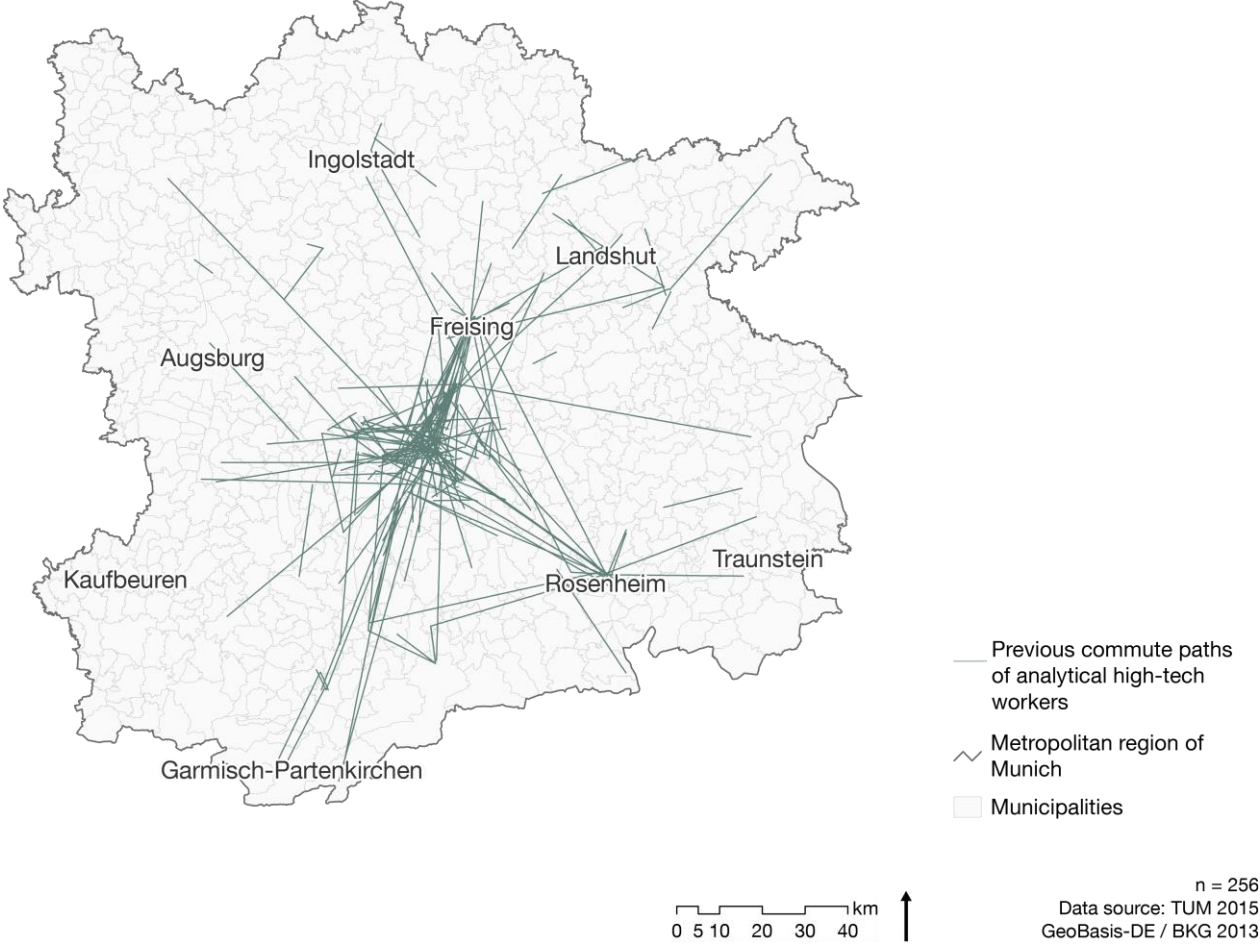 Ingolstadt
Landshut
Freising
Augsburg
Traunstein
Kaufbeuren
Rosenheim
Garmisch-Partenkirchen
Previous commute paths
of analytical high-tech
workers
Metropolitan region of
Munich
Municipalities
km
0 5 10 20 30 40
n = 256
Data source: TUM 2015
GeoBasis-DE / BKG 2013